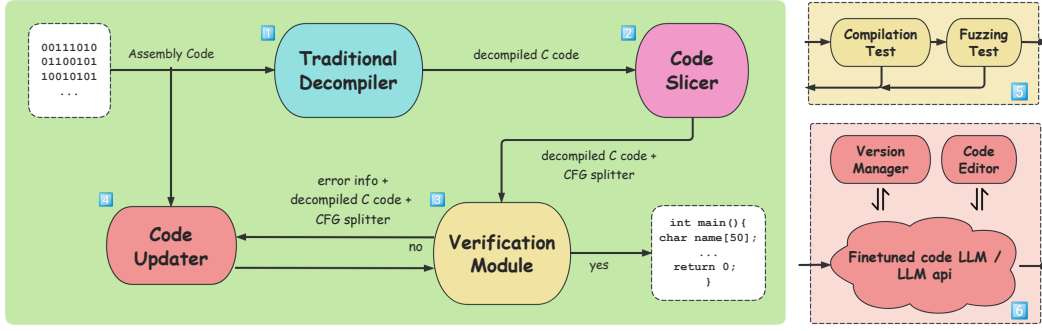 00111010
01100101
10010101
...
Assembly Code
1
Traditional
Decompiler
decompiled C code
2
Code
Slicer
decompiled C code +
CFG splitter
error info +
decompiled C code +
CFG splitter
4
Code
Updater
no
3
Verification
Module
yes
int main(){
char name[50];
...
return 0;
}
Compilation
Test
Fuzzing
Test
5
Version
Manager
Code
Editor
Finetuned code LLM /
LLM api
6